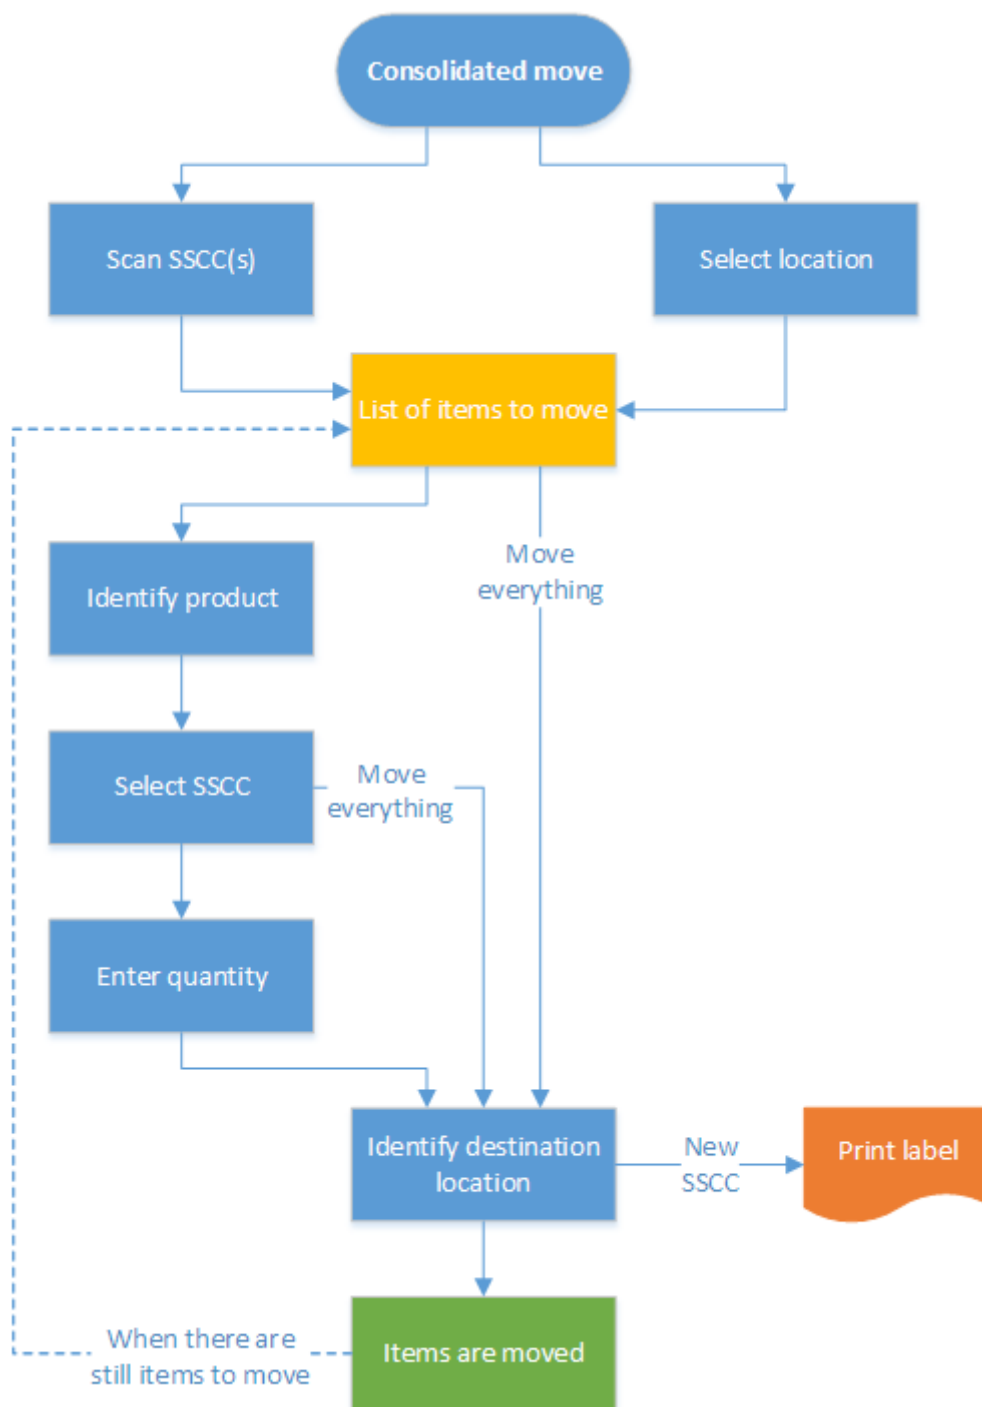 Consolidated move
Scan SSCC(s)
Select location
List of items to move
Move
everything
Identify product
Move
everything
Select SSCC
Enter quantity
Identify destination
location
New
SSCC
Print label
When there are
still items to move
Items are moved